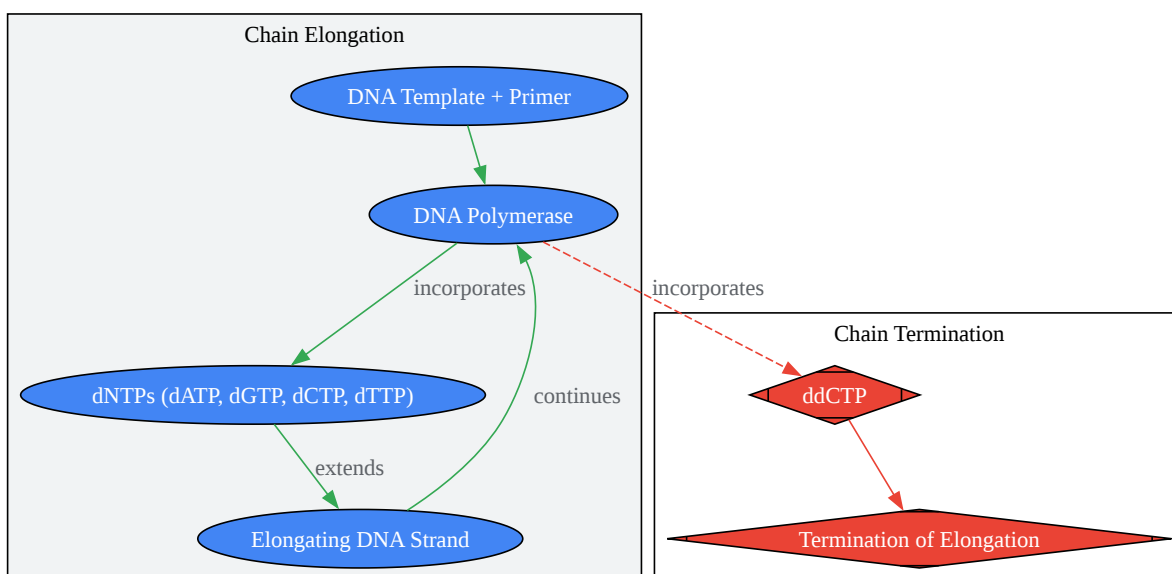 Chain Elongation
DNA Template + Primer
DNA Polymerase
incorporates
incorporates
Chain Termination
dNTPs (dATP, dGTP, dCTP, dTTP)
continues
ddCTP
extends
Elongating DNA Strand
Termination of Elongation